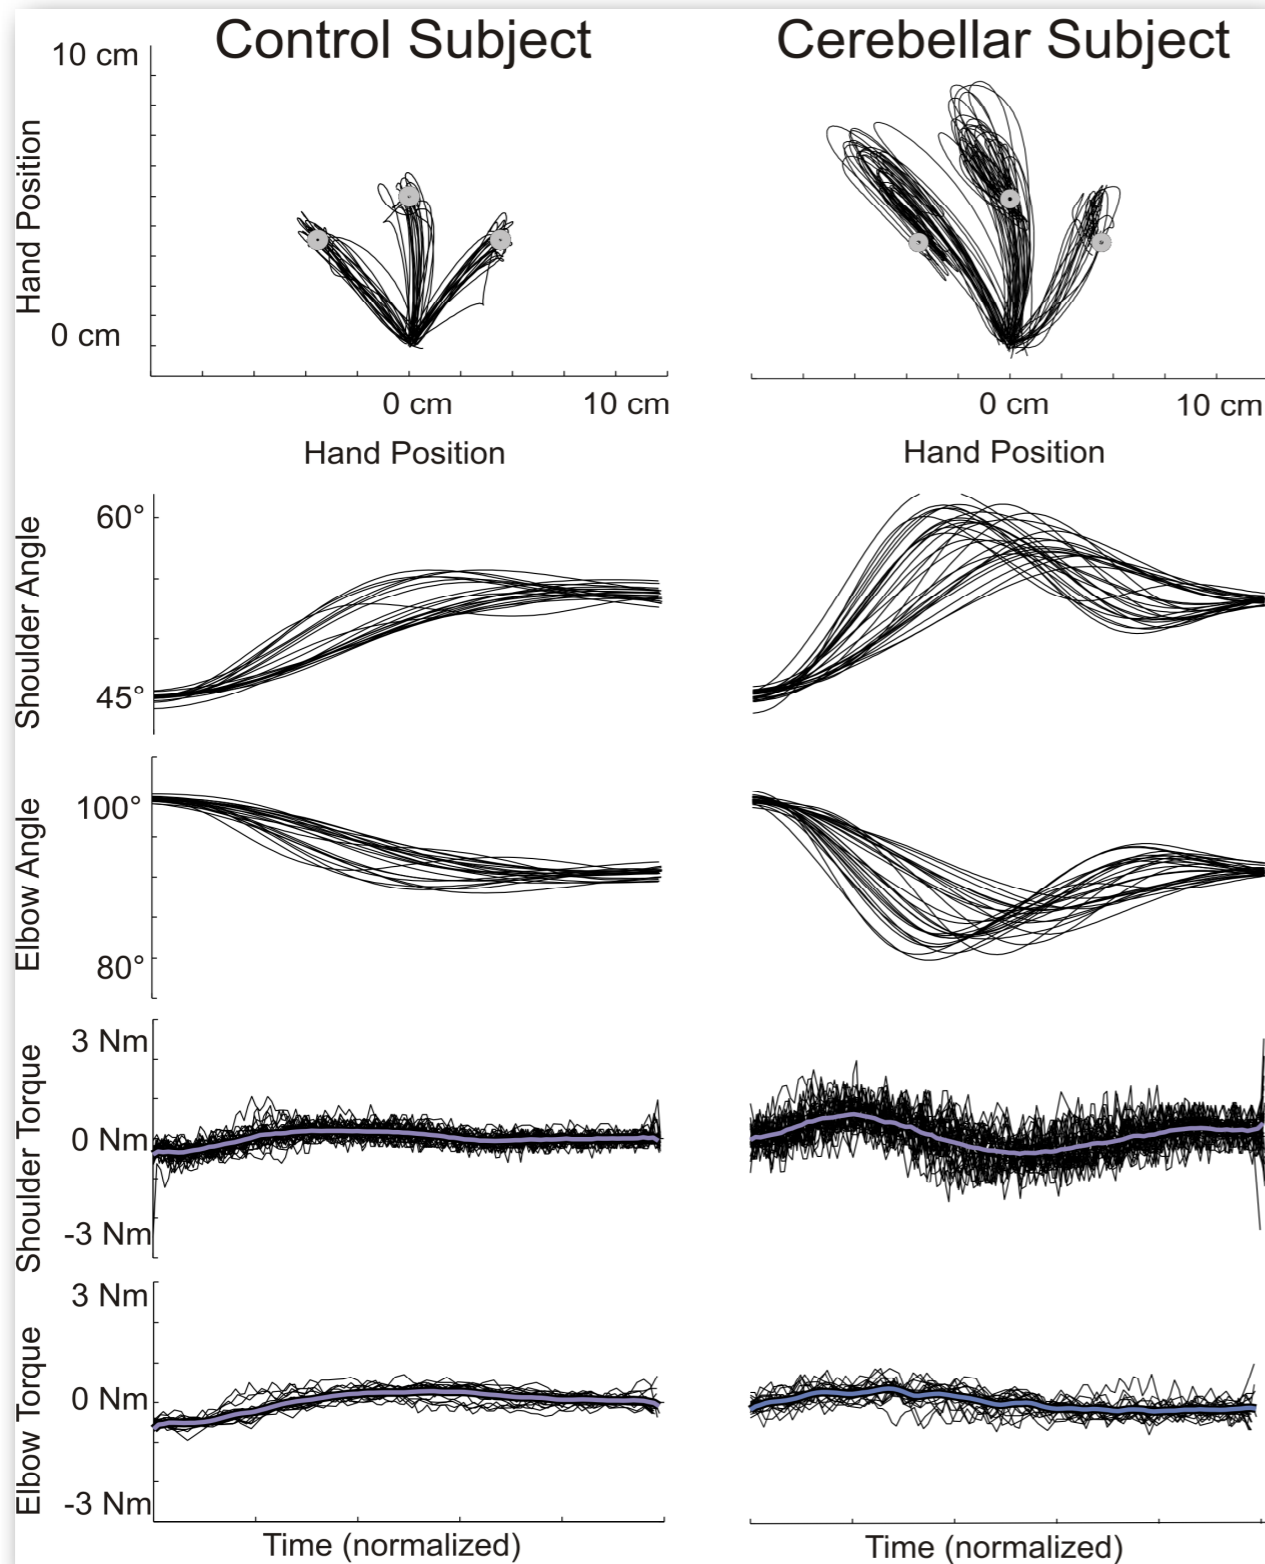 Control Subject
Cerebellar Subject
10 cm
Hand Position
0 cm
0 cm
10 cm
0 cm
10 cm
Hand Position
Hand Position
Shoulder Angle
60°
45°
Elbow Angle
100°
80°
Shoulder Torque
3 Nm
0 Nm
-3 Nm
Elbow Torque
3 Nm
0 Nm
-3 Nm
Time (normalized)
Time (normalized)